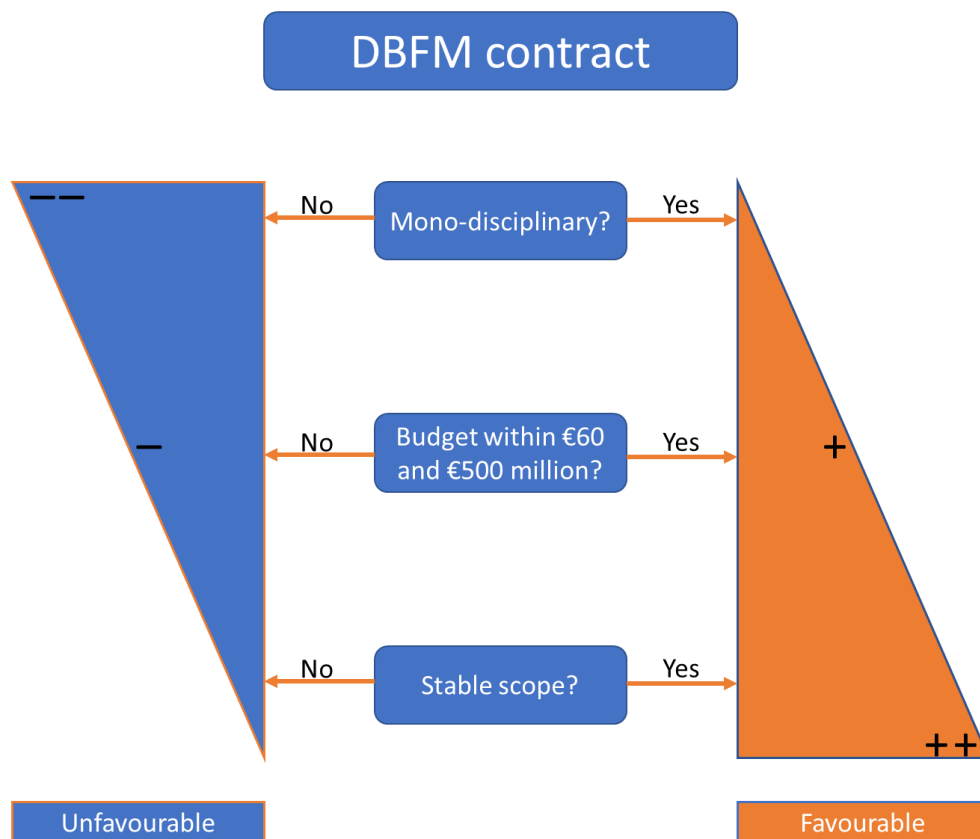 DBFM contract
— —
No
Mono-disciplinary?
Yes
—
No
Budget within €60
and €500 million?
Yes
+
No
Stable scope?
Yes
++
Unfavourable
Favourable